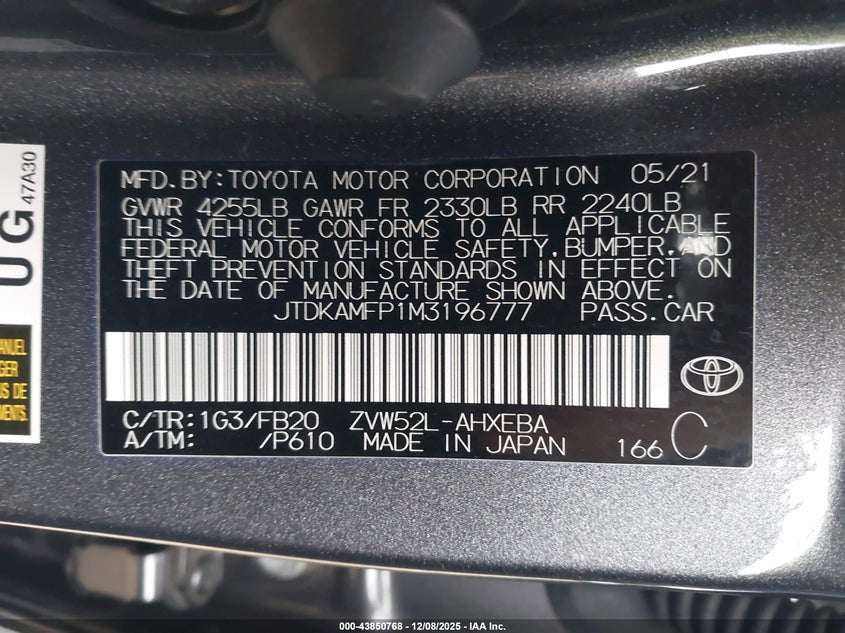 MFD.BY:TOYOTA MOTOR CORPORATION 05/21
GVWR 4255LB GAWR FR 2330LB RR 2240LB
THIS VEHICLE CONFORMS TO ALL APPLICABLE
FEDERAL MOTOR VEHICLE SAFETY,BUMPER,AND
THEFT PREVENTION STANDARDS IN EFFECT ON
THE DATE OF MANUFACTURE SHOWN ABOVE.
JTDKAMFP1M3196777 PASS.CAR
C/TR:1G3/FB20 ZVW52L-AHXEBA
A/TM: /P610 MADE IN JAPAN 166 C
UG
47A30
000-43850768 - 12/08/2025 - IAA Inc.